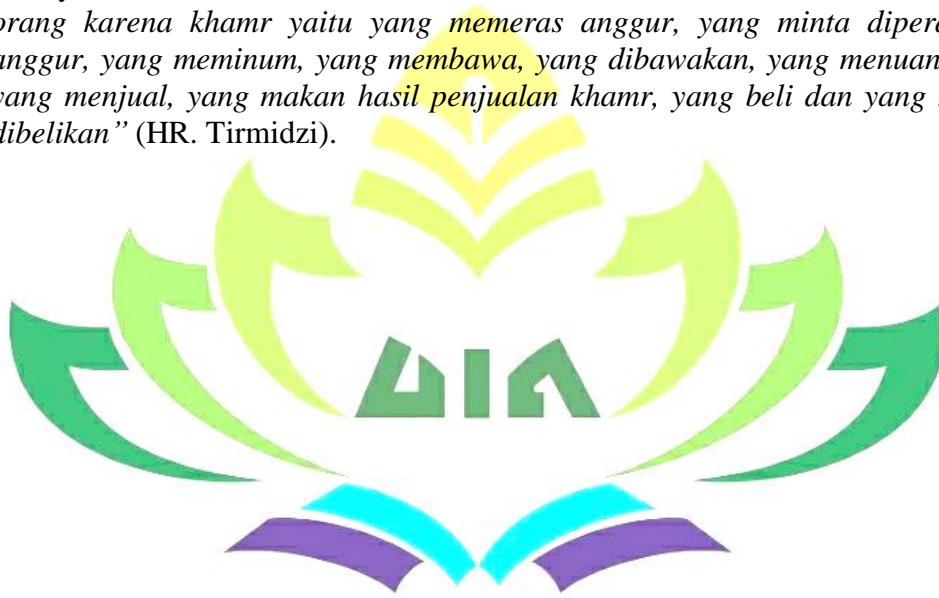 orang karena khamr yaitu yang memeras anggur, yang minta
anggur, yang meminum, yang membawa, yang dibawakan, yang
yang menjual, yang makan hasil penjualan khamr, yang beli dan yang
dibelikan” (HR. Tirmidzi).
UIN